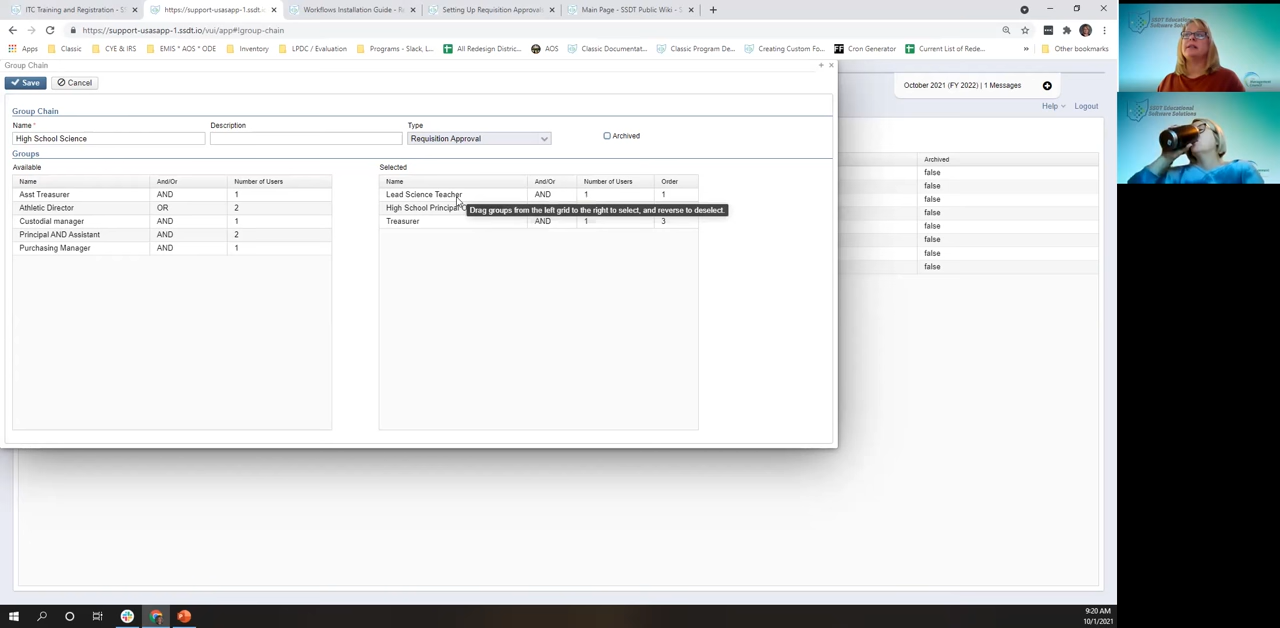 ITC Training and Registration - S × https://support-usasapp-1.ssdt.io × Workflows Installation Guide - R × Setting Up Requisition Approval × Main Page - SSDT Public Wiki - S × +
https://support-usasapp-1.ssdt.io/vui/app#!group-chain
Apps Classic CYE & IRS EMIS * AOS * ODE Inventory LPDC / Evaluation Programs - Slack, L... All Redesign Distric... AOS Classic Documentat... Classic Program De... Creating Custom Fo... Cron Generator Current List of Rede... » Other bookmarks
Group Chain
Save Cancel
October 2021 (FY 2022) | 1 Messages
Help Logout
Group Chain
Name * Description Type
High School Science Requisition Approval Archived
Groups
Available Selected
Name And/Or Number of Users Name And/Or Number of Users Order Archived
Asst Treasurer AND 1 Lead Science Teacher AND 1 1 false
Athletic Director OR 2 High School Principal Drag groups from the left grid to the right to select, and reverse to deselect. false
Custodial manager AND 1 Treasurer AND 1 3 false
Principal AND Assistant AND 2 false
Purchasing Manager AND 1 false
false
false
false
SSDT Educational Software Solutions
SSDT Educational Software Solutions
9:20 AM
10/1/2021